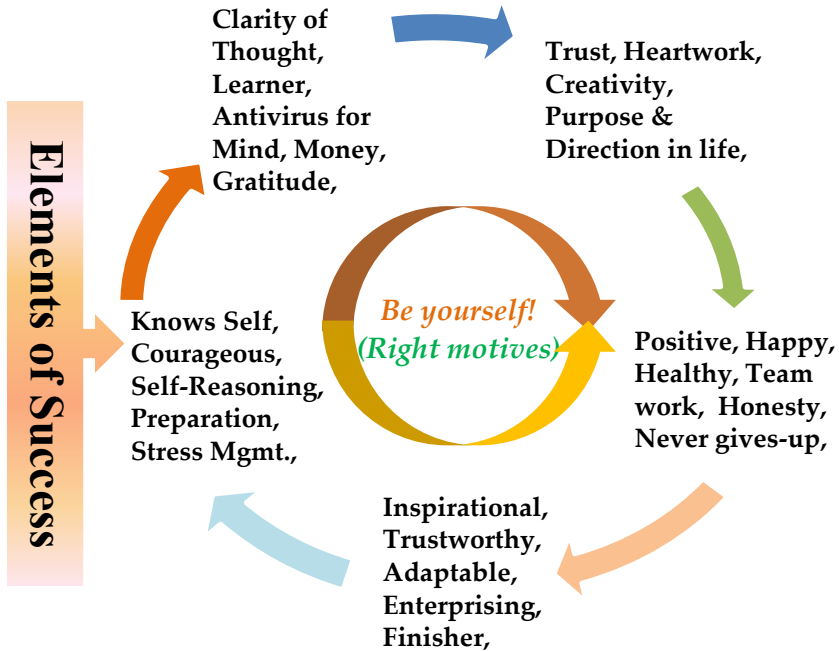 Elements of Success
Clarity of
Thought,
Learner,
Antivirus for
Mind, Money,
Gratitude,
Trust, Heartwork,
Creativity,
Purpose &
Direction in life,
Positive, Happy,
Healthy, Team
work, Honesty,
Never gives-up,
Inspirational,
Trustworthy,
Adaptable,
Enterprising,
Finisher,
Knows Self,
Courageous,
Self-Reasoning,
Preparation,
Stress Mgmt.,
Be yourself!
(Right motives)